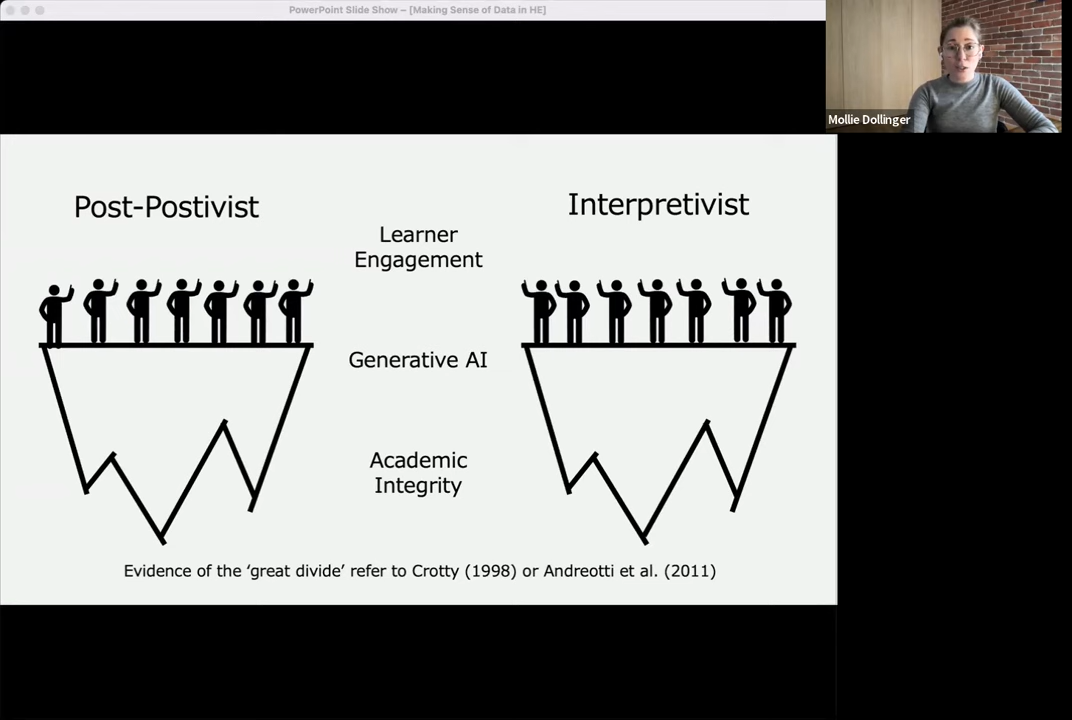 PowerPoint Slide Show – [Making Sense of Data in HE]
Mollie Dollinger
Post-Postivist
Interpretivist
Learner
Engagement
Generative AI
Academic
Integrity
Evidence of the ‘great divide’ refer to Crotty (1998) or Andreotti et al. (2011)